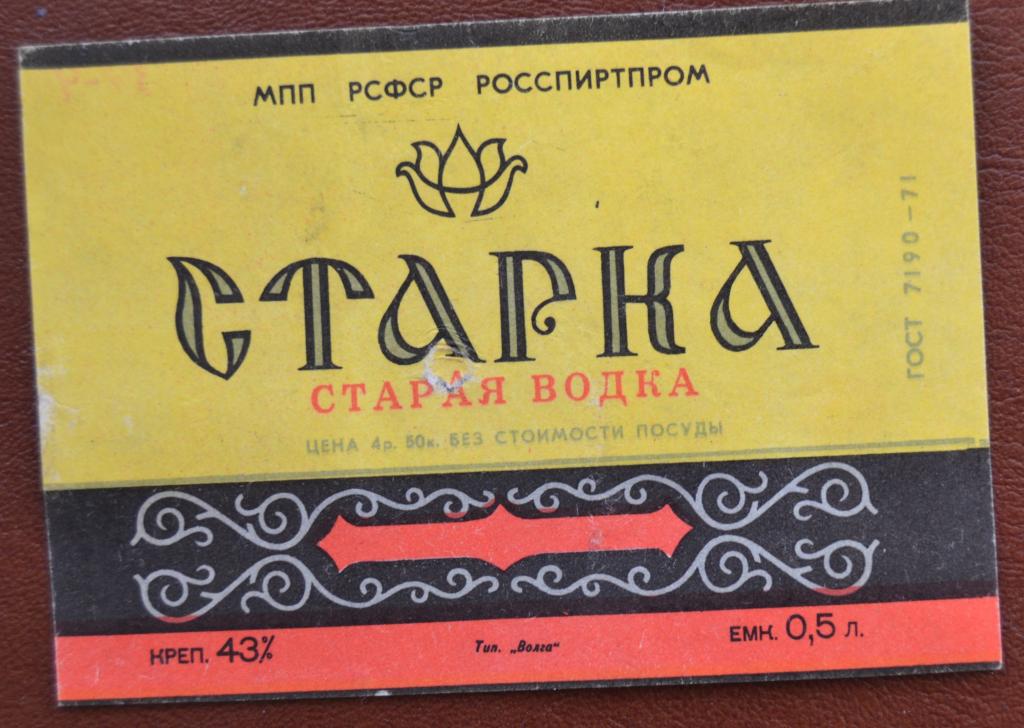 МПП РСФСР РОССПИРТПРОМ
СТАРКА
СТАРАЯ ВОДКА
ЦЕНА 4р. 50к. БЕЗ СТОИМОСТИ ПОСУДЫ
ГОСТ 7190-71
КРЕП. 43%
Тип. „Волга“
ЕМК. 0,5 Л.